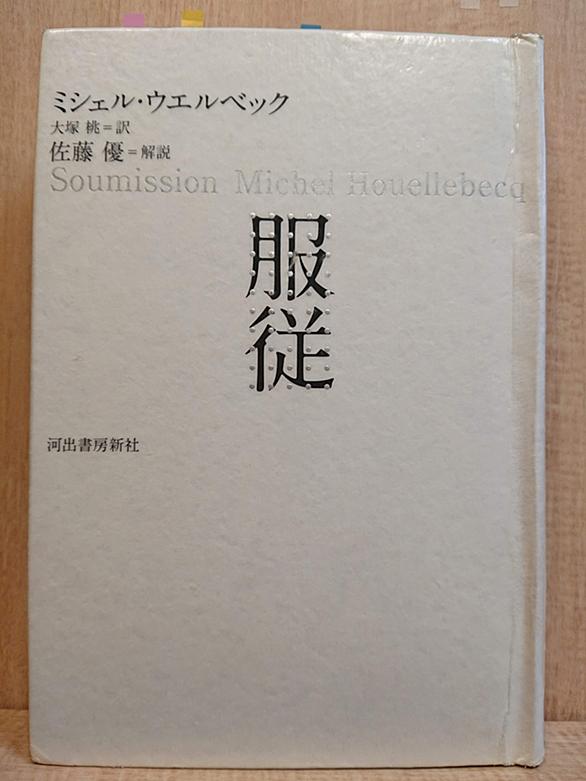 ミシェル・ウエルベック
大塚 桃=訳
佐藤 優=解説
Soumission Michel Houellebecq
服従
河出書房新社